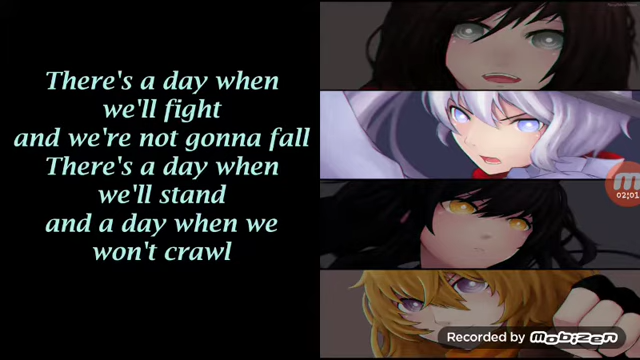 There's a day when
we'll fight
and we're not gonna fall
There's a day when
we'll stand
and a day when we
won't crawl
02:01
Recorded by mobizen